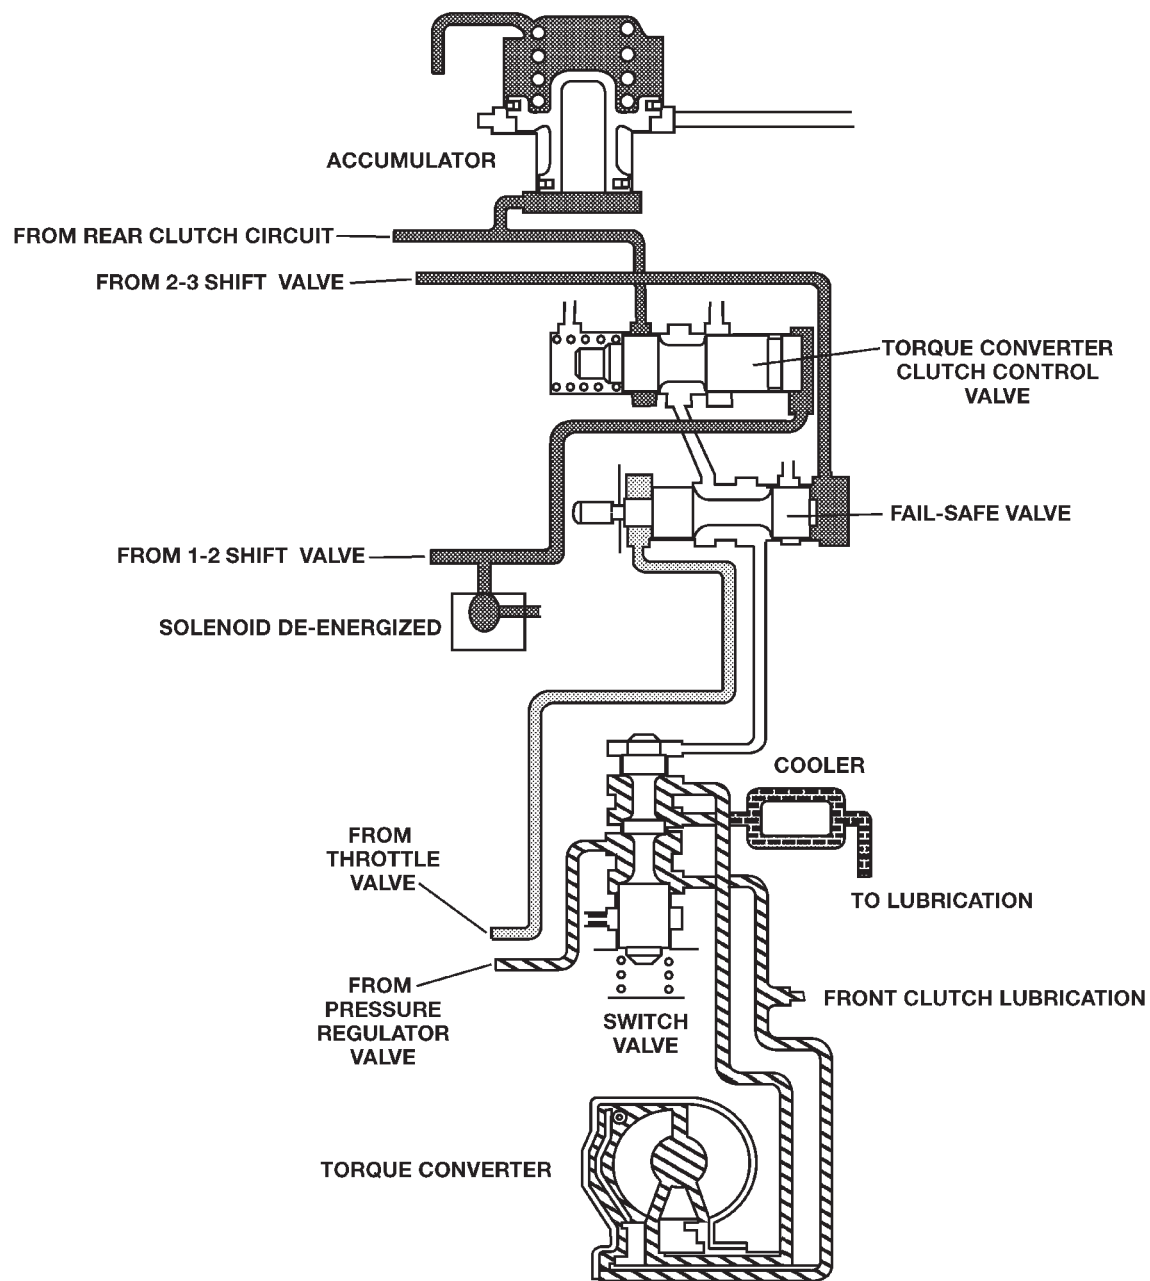 ACCUMULATOR
FROM REAR CLUTCH CIRCUIT
FROM 2-3 SHIFT VALVE
TORQUE CONVERTER
CLUTCH CONTROL
VALVE
FAIL-SAFE VALVE
FROM 1-2 SHIFT VALVE
SOLENOID DE-ENERGIZED
COOLER
FROM
THROTTLE
VALVE
TO LUBRICATION
FROM
PRESSURE
REGULATOR
VALVE
FRONT CLUTCH LUBRICATION
SWITCH
VALVE
TORQUE CONVERTER